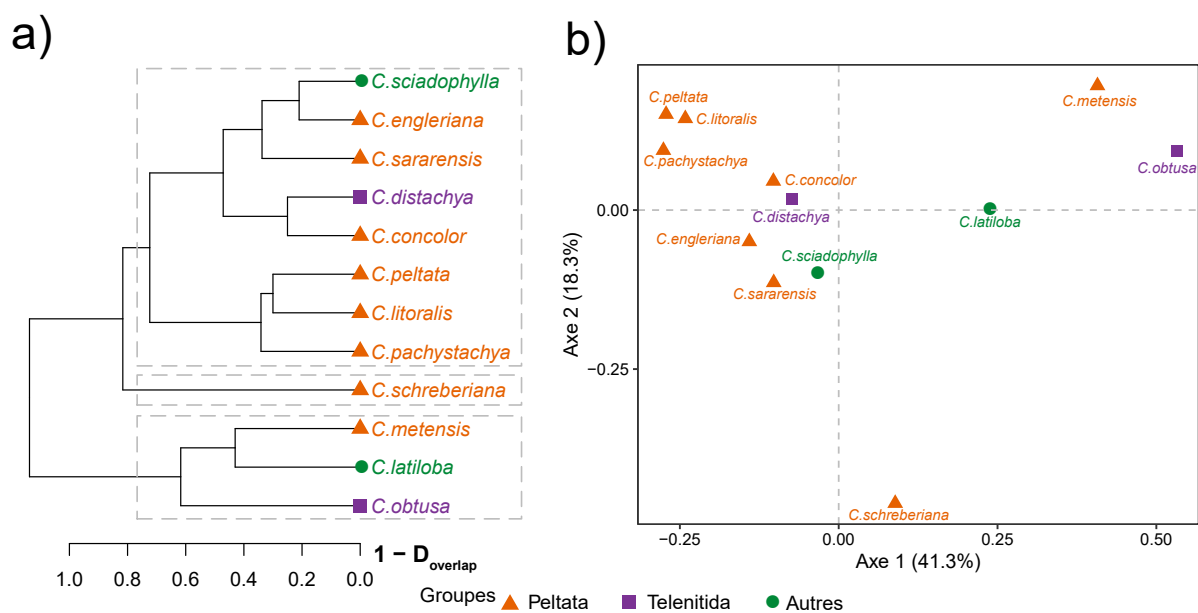 a)
C.sciadophylla
C.engleriana
C.sararensis
C.distachya
C.concolor
C.peltata
C.litoralis
C.pachystachya
C.schreberiana
C.metensis
C.latiloba
C.obtusa
1 − D overlap
1.0 0.8 0.6 0.4 0.2 0.0
b)
C.peltata
C.litoralis
C.metensis
C.pachystachya
C.obtusa
C.concolor
C.distachya
C.latiloba
C.engleriana
C.sciadophylla
C.sararensis
C.schreberiana
0.00
−0.25
Axe 2 (18.3%)
−0.25 0.00 0.25 0.50
Axe 1 (41.3%)
Groupes Peltata Telenitida Autres